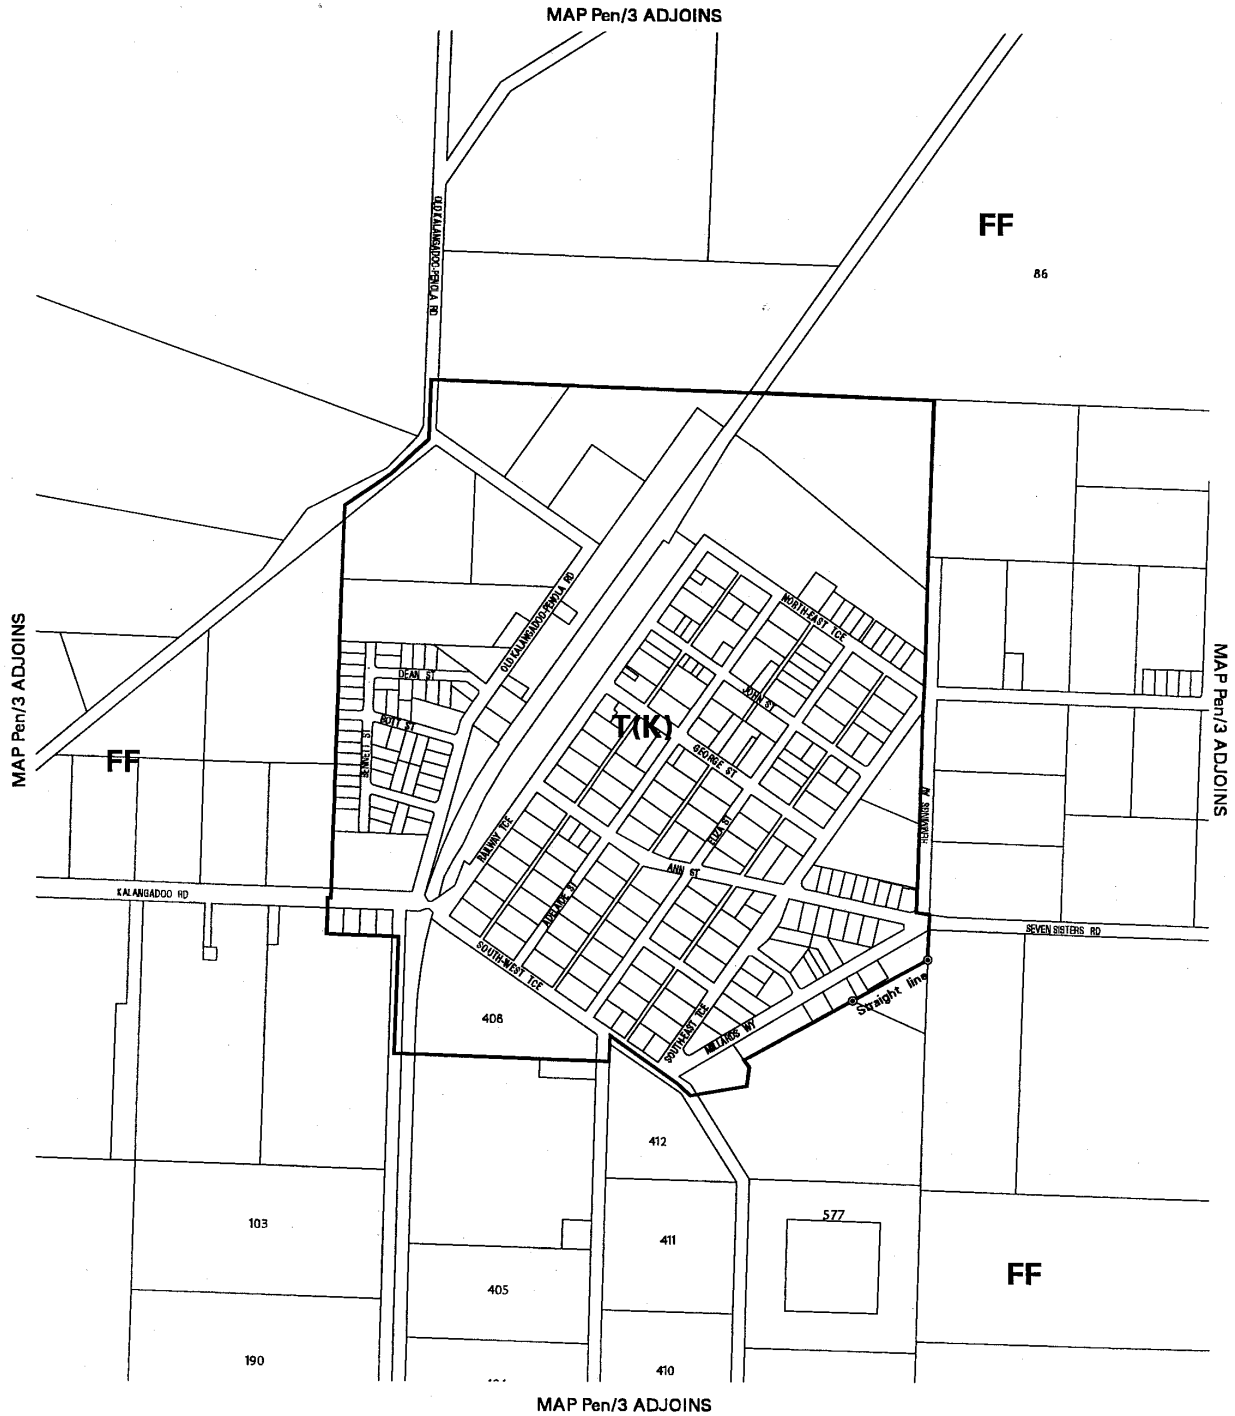 MAP Pen/3 ADJOINS
OLD KALANGADOO-PENOLA RD
FF
86
MAP Pen/3 ADJOINS
OLD KALANGADOO-PENOLA RD
NORTH-EAST TCE
MAP Pen/3 ADJOINS
DEAN ST
BOTT ST
BENNETT ST
JOHN ST
T(K)
GEORGE ST
FF
ELIZA ST
HEMMINGS AV
RAILWAY TCE
ANN ST
ADELAIDE ST
KALANGADOO RD
SEVEN SISTERS RD
SOUTH-WEST TCE
Straight line
408
SOUTH-EAST TCE
MILLARDS WY
412
103
577
411
FF
405
190
410
MAP Pen/3 ADJOINS